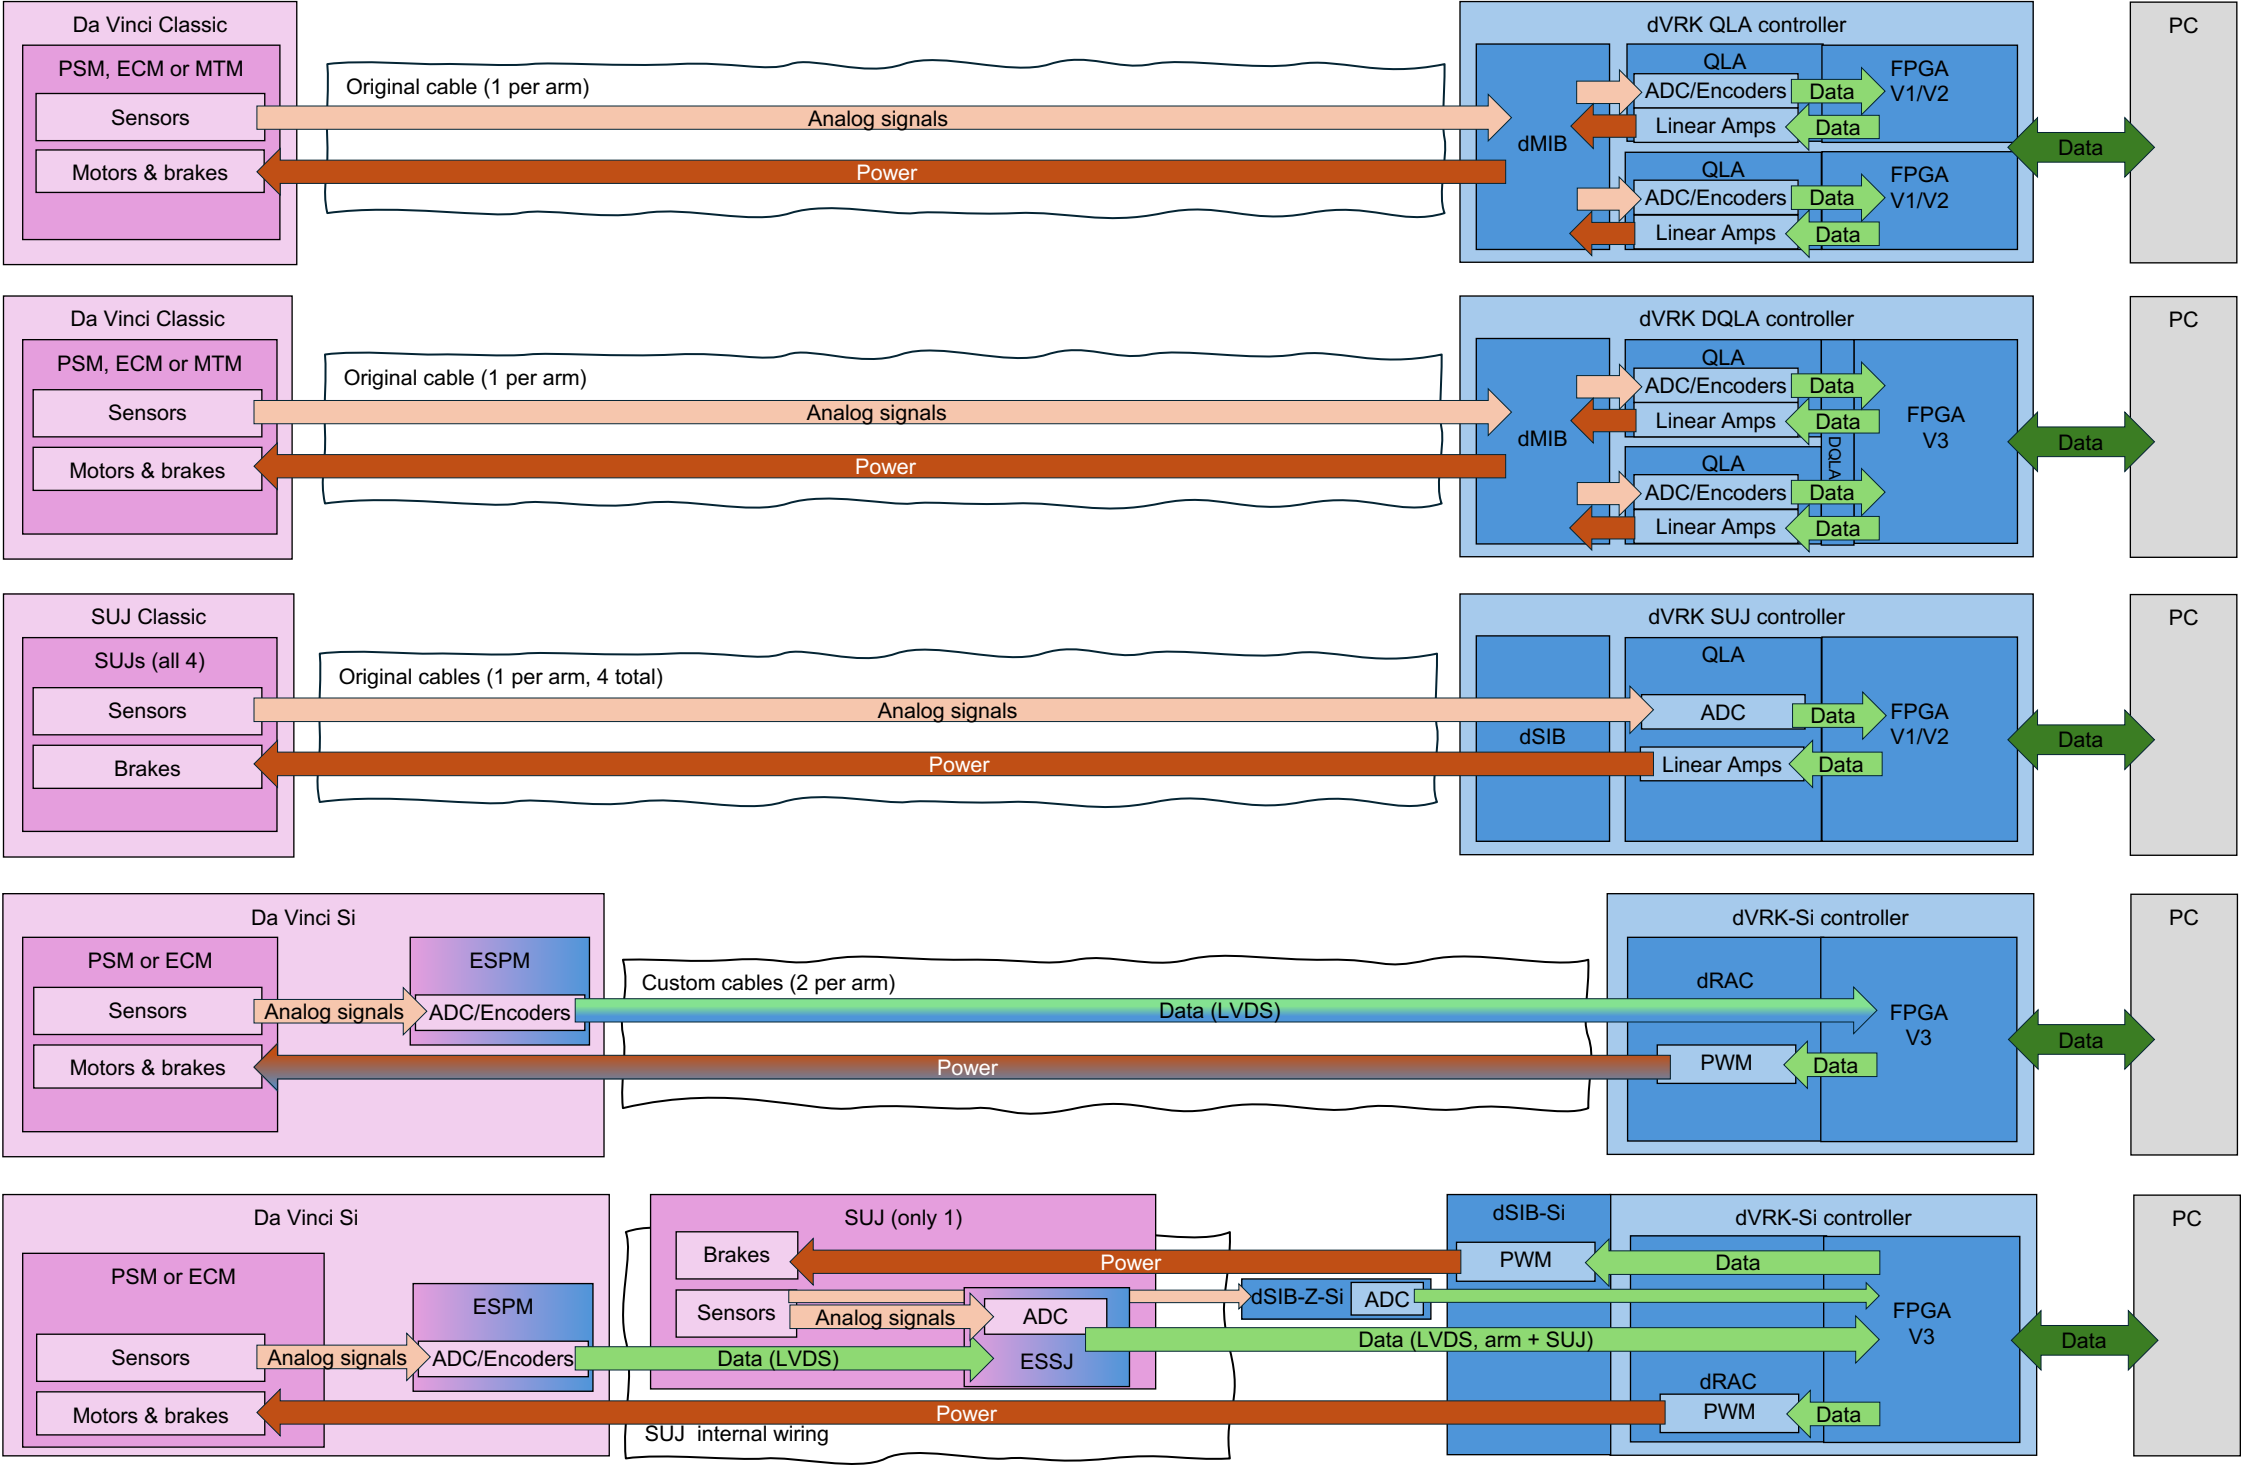 Da Vinci Classic
PSM, ECM or MTM
Sensors
Motors & brakes
Original cable (1 per arm)
Analog signals
Power
dVRK QLA controller
dMIB
QLA
ADC/Encoders
Data
Linear Amps
Data
FPGA
V1/V2
QLA
ADC/Encoders
Data
Linear Amps
Data
FPGA
V1/V2
Data
PC
Da Vinci Classic
PSM, ECM or MTM
Sensors
Motors & brakes
Original cable (1 per arm)
Analog signals
Power
dVRK DQLA controller
dMIB
QLA
ADC/Encoders
Data
Linear Amps
Data
QLA
ADC/Encoders
Data
Linear Amps
Data
DQLA
FPGA
V3
Data
PC
SUJ Classic
SUJs (all 4)
Sensors
Brakes
Original cables (1 per arm, 4 total)
Analog signals
Power
dVRK SUJ controller
dSIB
QLA
ADC
Data
Linear Amps
Data
FPGA
V1/V2
Data
PC
Da Vinci Si
PSM or ECM
Sensors
Motors & brakes
Analog signals
ESPM
ADC/Encoders
Custom cables (2 per arm)
Data (LVDS)
Power
dVRK-Si controller
dRAC
PWM
Data
FPGA
V3
Data
PC
Da Vinci Si
PSM or ECM
Sensors
Motors & brakes
Analog signals
ESPM
ADC/Encoders
SUJ (only 1)
Brakes
Sensors
Analog signals
ADC
ESSJ
Data (LVDS)
Power
Power
SUJ internal wiring
dSIB-Z-Si
ADC
dSIB-Si
PWM
dVRK-Si controller
Data
Data (LVDS, arm + SUJ)
dRAC
PWM
Data
FPGA
V3
Data
PC